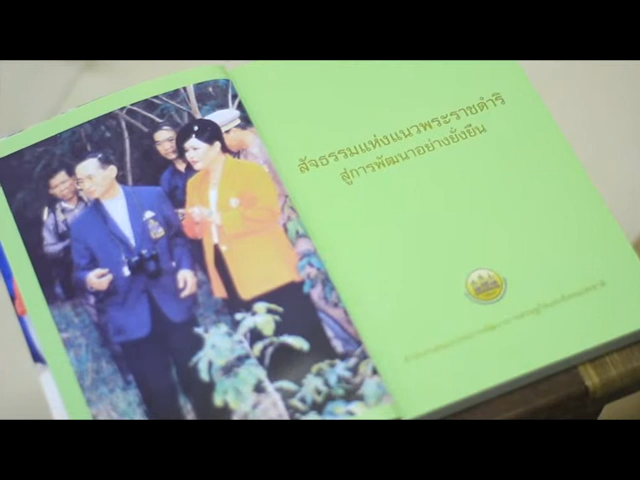 สัจธรรมแห่งแนวพระราชดำริ
สู่การพัฒนาอย่างยั่งยืน